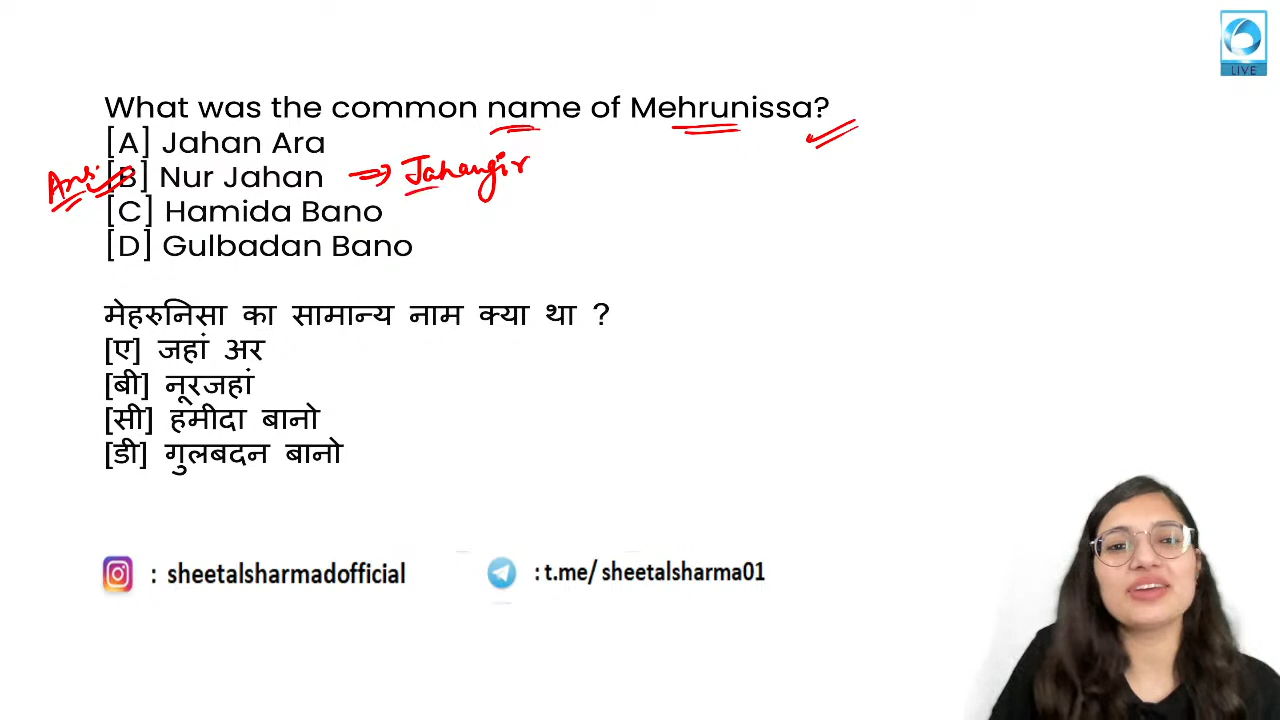 LIVE
What was the common name of Mehrunissa?
[A] Jahan Ara
Ans: [B] Nur Jahan ⇒ Jahangir
[C] Hamida Bano
[D] Gulbadan Bano
मेहरुनिसा का सामान्य नाम क्या था ?
[ए] जहां अर
[बी] नूरजहां
[सी] हमीदा बानो
[डी] गुलबदन बानो
: sheetalsharmadofficial
: t.me/ sheetalsharma01